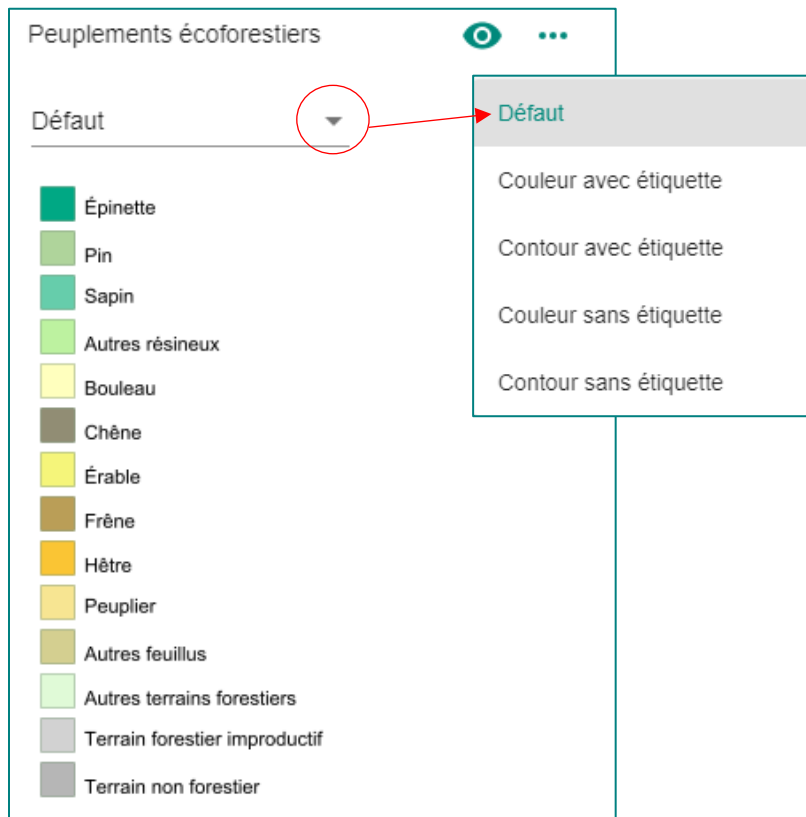 Peuplements écoforestiers
Défaut
Épinette
Pin
Sapin
Autres résineux
Bouleau
Chêne
Érable
Frêne
Hêtre
Peuplier
Autres feuillus
Autres terrains forestiers
Terrain forestier improductif
Terrain non forestier
Défaut
Couleur avec étiquette
Contour avec étiquette
Couleur sans étiquette
Contour sans étiquette